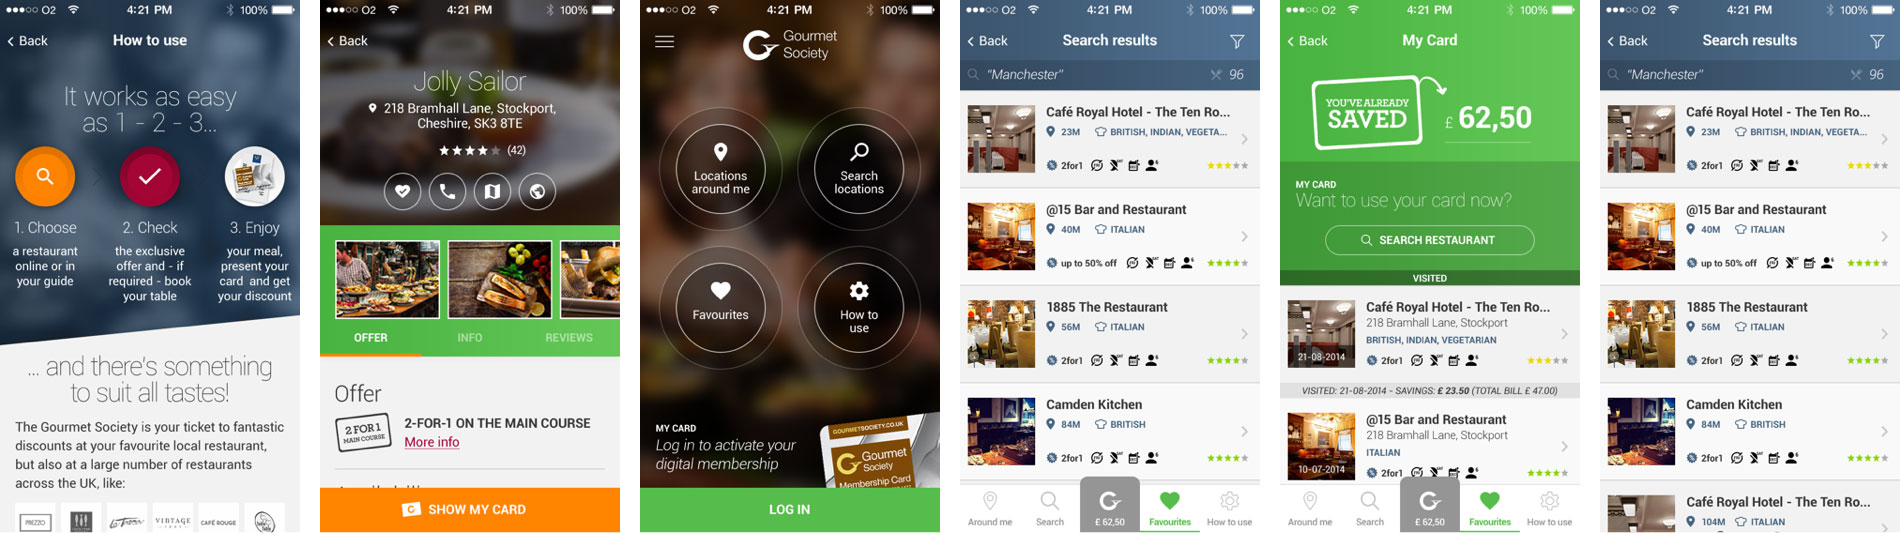 ●●●○○ O2 4:21 PM 100%
Back How to use
It works as easy
as 1 - 2 - 3...
1. Choose
a restaurant
online or in
your guide
2. Check
the exclusive
offer and - if
required - book
your table
3. Enjoy
your meal,
present your
card and get
your discount
... and there's something
to suit all tastes!
The Gourmet Society is your ticket to fantastic
discounts at your favourite local restaurant,
but also at a large number of restaurants
across the UK, like:
PREZZO
La Tasca
VINTAGE
CAFÉ ROUGE
●●●○○ O2 4:21 PM 100%
Back
Jolly Sailor
218 Bramhall Lane, Stockport,
Cheshire, SK3 8TE
(42)
OFFER INFO REVIEWS
Offer
2 FOR 1
MAIN COURSE
2-FOR-1 ON THE MAIN COURSE
More info
SHOW MY CARD
●●●○○ O2 4:21 PM 100%
Gourmet
Society
Locations
around me
Search
locations
Favourites
How to
use
MY CARD
Log in to activate your
digital membership
GOURMETSOCIETY.CO.UK
Gourmet
Society
Membership Card
LOG IN
●●●○○ O2 4:21 PM 100%
Back Search results
"Manchester" 96
Café Royal Hotel - The Ten Ro...
23M BRITISH, INDIAN, VEGETA...
2for1
@15 Bar and Restaurant
40M ITALIAN
up to 50% off
1885 The Restaurant
56M ITALIAN
2for1
Camden Kitchen
84M BRITISH
2for1
Around me Search £ 62,50 Favourites How to use
●●●○○ O2 4:21 PM 100%
Back My Card
YOU'VE ALREADY
SAVED
£ 62,50
MY CARD
Want to use your card now?
SEARCH RESTAURANT
VISITED
Café Royal Hotel - The Ten Ro...
218 Bramhall Lane, Stockport
BRITISH, INDIAN, VEGETARIAN
21-08-2014
2for1
VISITED: 21-08-2014 - SAVINGS: £ 23.50 (TOTAL BILL £ 47.00)
@15 Bar and Restaurant
218 Bramhall Lane, Stockport
ITALIAN
10-07-2014
2for1
Around me Search £ 62,50 Favourites How to use
●●●○○ O2 4:21 PM 100%
Back Search results
"Manchester" 96
Café Royal Hotel - The Ten Ro...
23M BRITISH, INDIAN, VEGETA...
2for1
@15 Bar and Restaurant
40M ITALIAN
up to 50% off
1885 The Restaurant
56M ITALIAN
2for1
Camden Kitchen
84M BRITISH
2for1
Café Royal Hotel - The Ten Ro...
104M ITALIAN